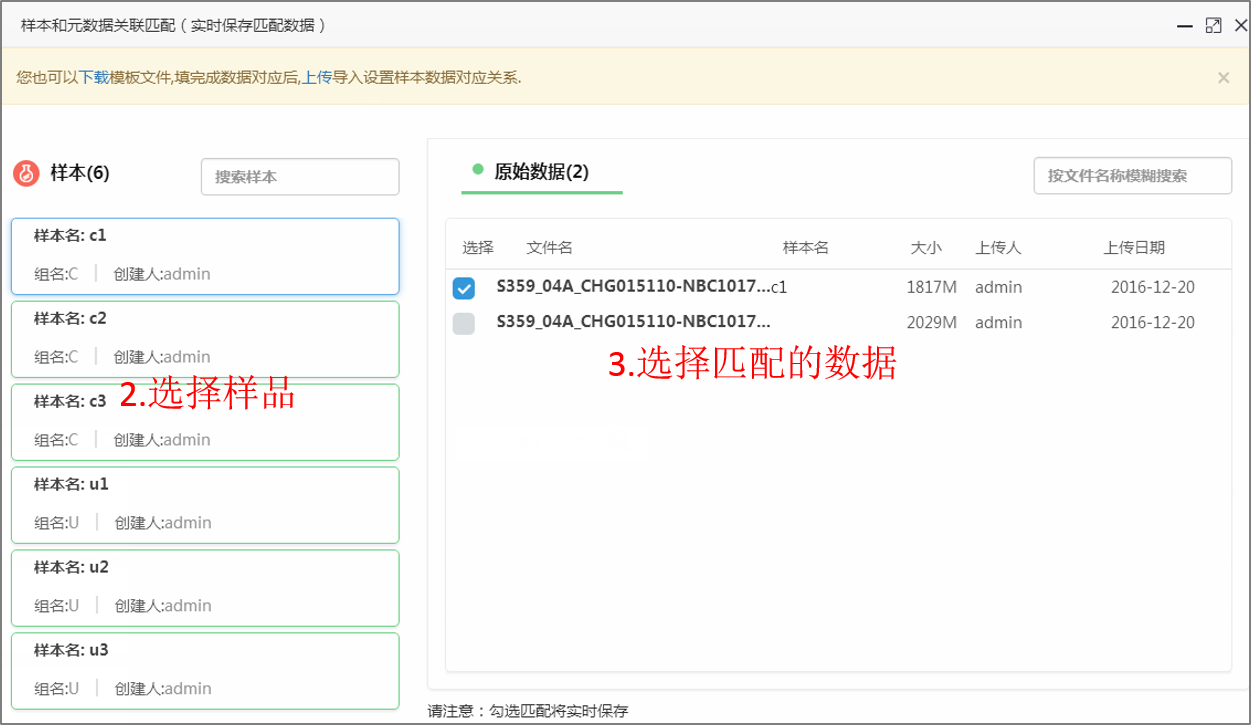 样本和元数据关联匹配（实时保存匹配数据）
您也可以下载模板文件,填完成数据对应后,上传导入设置样本数据对应关系.
样本(6)
搜索样本
样本名: c1
组名:C 创建人:admin
样本名: c2
组名:C 创建人:admin
2.选择样品
样本名: c3
组名:C 创建人:admin
样本名: u1
组名:U 创建人:admin
样本名: u2
组名:U 创建人:admin
样本名: u3
组名:U 创建人:admin
原始数据(2)
按文件名称模糊搜索
选择 文件名 样本名 大小 上传人 上传日期
S359_04A_CHG015110-NBC1017...c1 1817M admin 2016-12-20
S359_04A_CHG015110-NBC1017... 2029M admin 2016-12-20
3.选择匹配的数据
请注意：勾选匹配将实时保存